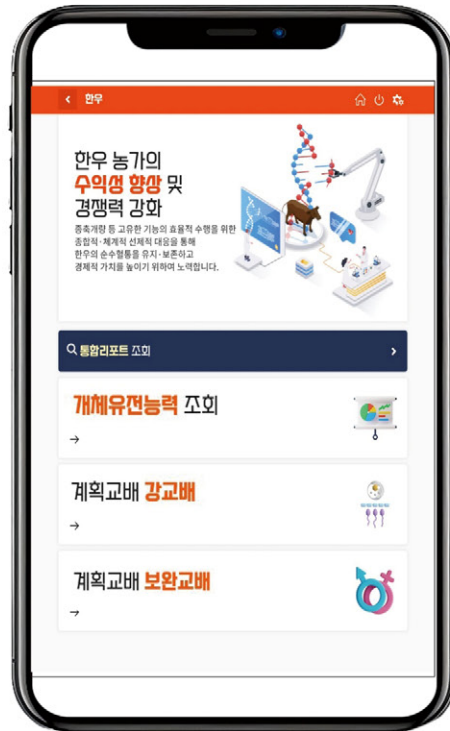 한우
한우 농가의
수익성 향상 및
경쟁력 강화
종축개량 등 고유한 기능의 효율적 수행을 위한
종합적·체계적 선제적 대응을 통해
한우의 순수혈통을 유지·보존하고
경제적 가치를 높이기 위하여 노력합니다.
통합리포트 조회
개체유전능력 조회
계획교배 강교배
계획교배 보완교배